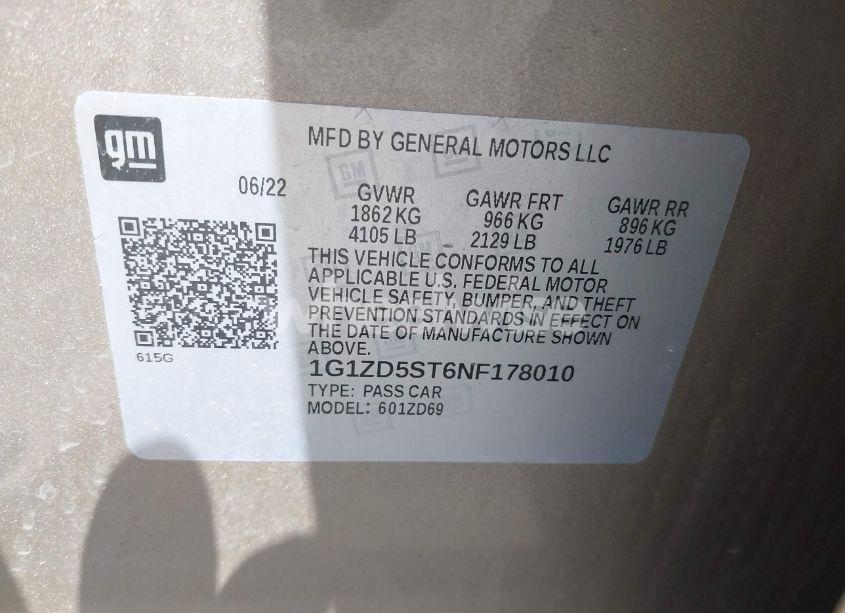 gm
MFD BY GENERAL MOTORS LLC
06/22
GVWR GAWR FRT GAWR RR
1862 KG 966 KG 896 KG
4105 LB 2129 LB 1976 LB
THIS VEHICLE CONFORMS TO ALL
APPLICABLE U.S. FEDERAL MOTOR
VEHICLE SAFETY, BUMPER, AND THEFT
PREVENTION STANDARDS IN EFFECT ON
THE DATE OF MANUFACTURE SHOWN
ABOVE.
615G
1G1ZD5ST6NF178010
TYPE: PASS CAR
MODEL: 601ZD69